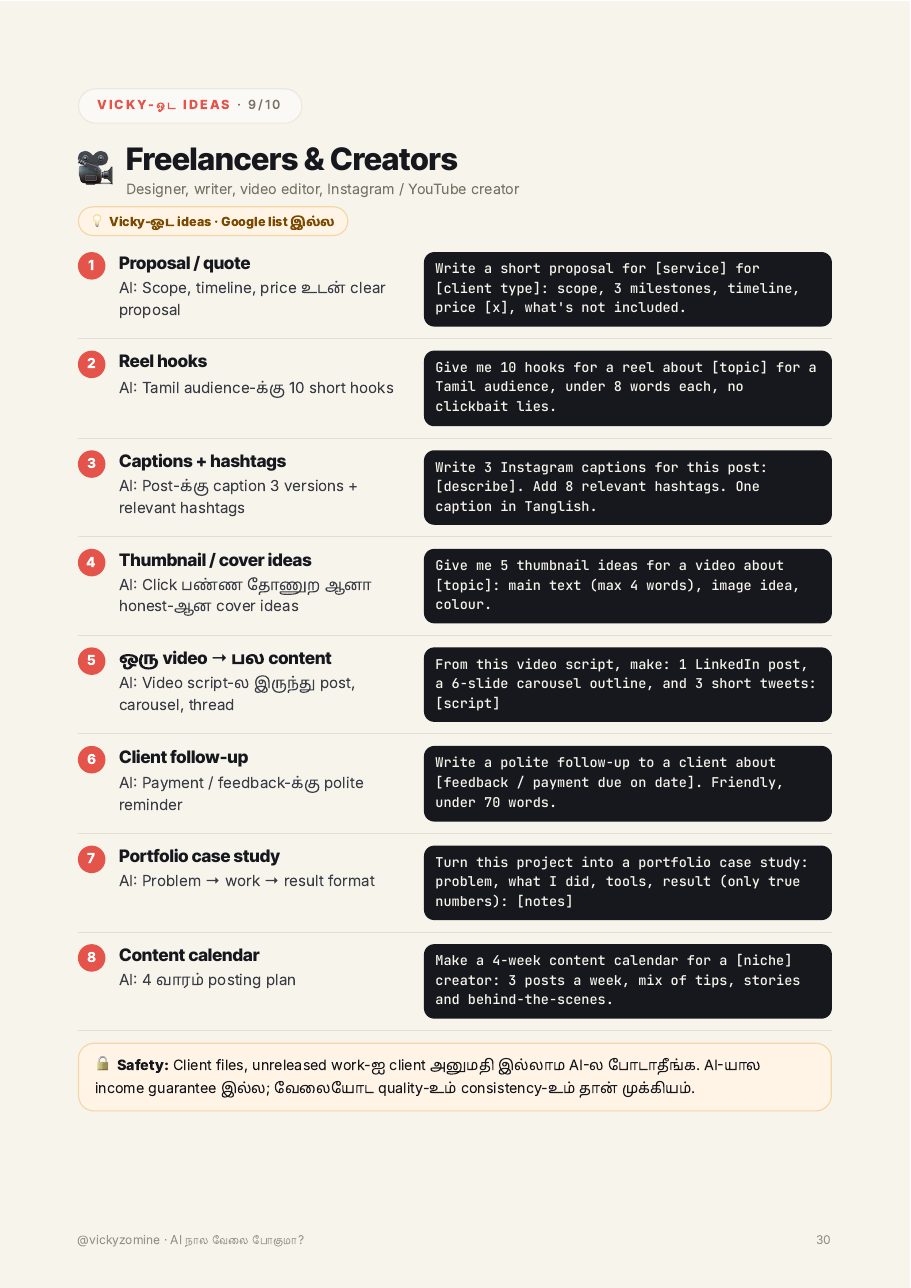 VICKY-ஓட IDEAS · 9/10
Freelancers & Creators
Designer, writer, video editor, Instagram / YouTube creator
Vicky-ஓட ideas · Google list இல்ல
1
Proposal / quote
AI: Scope, timeline, price உடன் clear
proposal
Write a short proposal for [service] for
[client type]: scope, 3 milestones, timeline,
price [x], what's not included.
2
Reel hooks
AI: Tamil audience-க்கு 10 short hooks
Give me 10 hooks for a reel about [topic] for a
Tamil audience, under 8 words each, no
clickbait lies.
3
Captions + hashtags
AI: Post-க்கு caption 3 versions +
relevant hashtags
Write 3 Instagram captions for this post:
[describe]. Add 8 relevant hashtags. One
caption in Tanglish.
4
Thumbnail / cover ideas
AI: Click பண்ண தோணுற ஆனா
honest-ஆன cover ideas
Give me 5 thumbnail ideas for a video about
[topic]: main text (max 4 words), image idea,
colour.
5
ஒரு video → பல content
AI: Video script-ல இருந்து post,
carousel, thread
From this video script, make: 1 LinkedIn post,
a 6-slide carousel outline, and 3 short tweets:
[script]
6
Client follow-up
AI: Payment / feedback-க்கு polite
reminder
Write a polite follow-up to a client about
[feedback / payment due on date]. Friendly,
under 70 words.
7
Portfolio case study
AI: Problem → work → result format
Turn this project into a portfolio case study:
problem, what I did, tools, result (only true
numbers): [notes]
8
Content calendar
AI: 4 வாரம் posting plan
Make a 4-week content calendar for a [niche]
creator: 3 posts a week, mix of tips, stories
and behind-the-scenes.
Safety: Client files, unreleased work-ஐ client அனுமதி இல்லாம AI-ல போடாதீங்க. AI-யால
income guarantee இல்ல; வேலையோட quality-உம் consistency-உம் தான் முக்கியம்.
@vickyzomine · AI நால வேலை போகுமா?
30